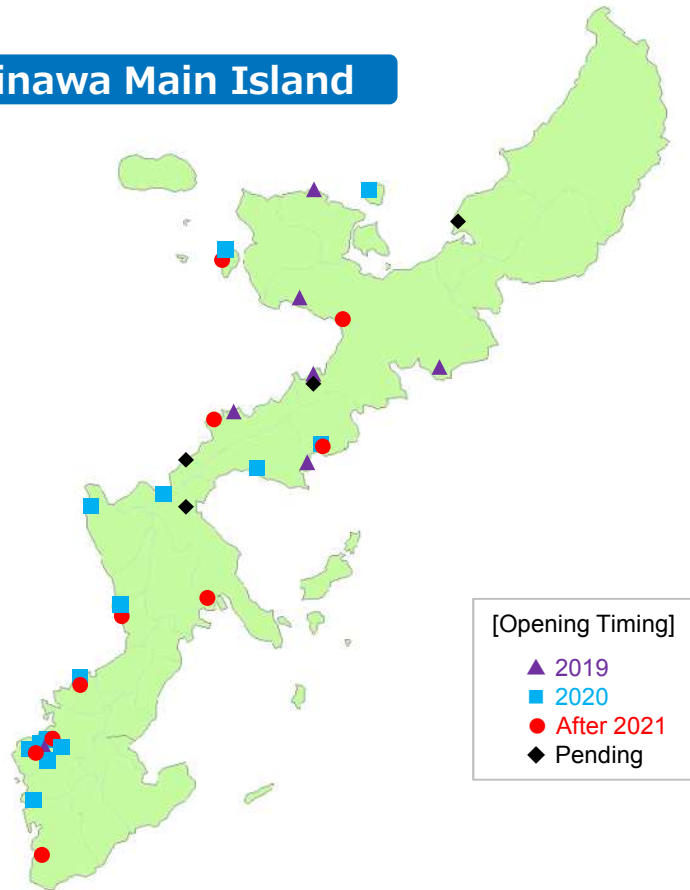 inawa Main Island
[Opening Timing]
2019
2020
After 2021
Pending